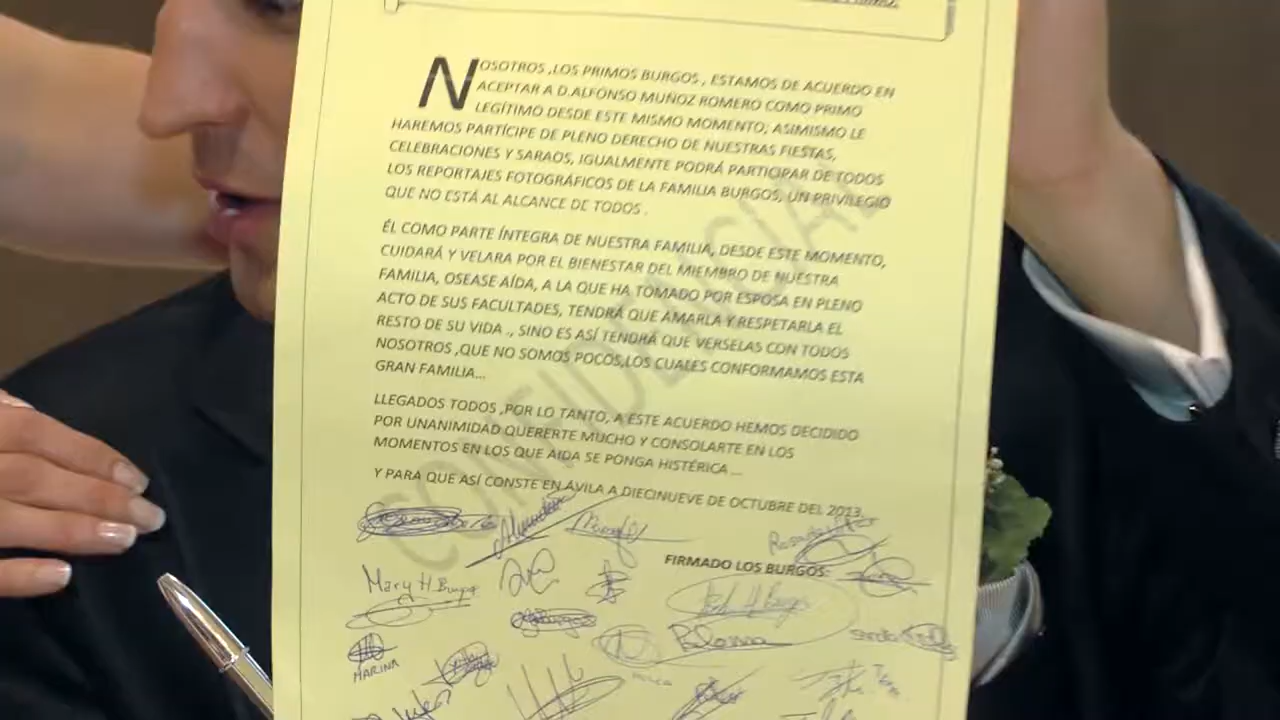 NOSOTROS ,LOS PRIMOS BURGOS , ESTAMOS DE ACUERDO EN
ACEPTAR A D.ALFONSO MUÑOZ ROMERO COMO PRIMO
LEGÍTIMO DESDE ESTE MISMO MOMENTO; ASIMISMO LE
HAREMOS PARTÍCIPE DE PLENO DERECHO DE NUESTRAS FIESTAS,
CELEBRACIONES Y SARAOS, IGUALMENTE PODRÁ PARTICIPAR DE TODOS
LOS REPORTAJES FOTOGRÁFICOS DE LA FAMILIA BURGOS, UN PRIVILEGIO
QUE NO ESTÁ AL ALCANCE DE TODOS .
ÉL COMO PARTE ÍNTEGRA DE NUESTRA FAMILIA, DESDE ESTE MOMENTO,
CUIDARÁ Y VELARA POR EL BIENESTAR DEL MIEMBRO DE NUESTRA
FAMILIA, OSEASE AÍDA, A LA QUE HA TOMADO POR ESPOSA EN PLENO
ACTO DE SUS FACULTADES, TENDRÁ QUE AMARLA Y RESPETARLA EL
RESTO DE SU VIDA ., SINO ES ASÍ TENDRÁ QUE VERSELAS CON TODOS
NOSOTROS ,QUE NO SOMOS POCOS,LOS CUALES CONFORMAMOS ESTA
GRAN FAMILIA...
LLEGADOS TODOS ,POR LO TANTO, A ESTE ACUERDO HEMOS DECIDIDO
POR UNANIMIDAD QUERERTE MUCHO Y CONSOLARTE EN LOS
MOMENTOS EN LOS QUE AIDA SE PONGA HISTÉRICA ...
Y PARA QUE ASÍ CONSTE EN ÁVILA A DIECINUEVE DE OCTUBRE DEL 2013.
CONFIDENCIAL
FIRMADO LOS BURGOS:
Mary H. Burgos
MARINA